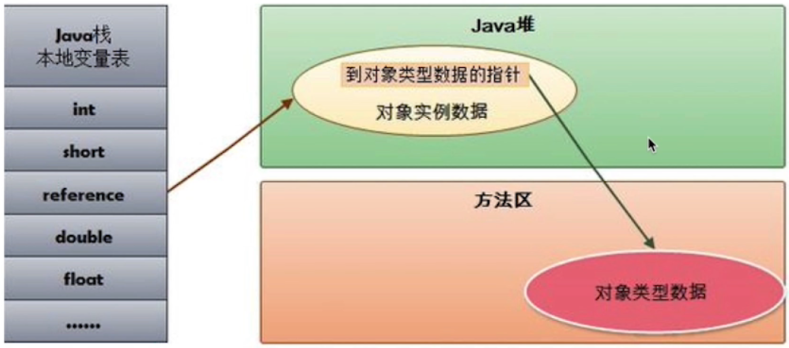 Java栈
本地变量表
int
short
reference
double
float
......
Java堆
到对象类型数据的指针
对象实例数据
方法区
对象类型数据